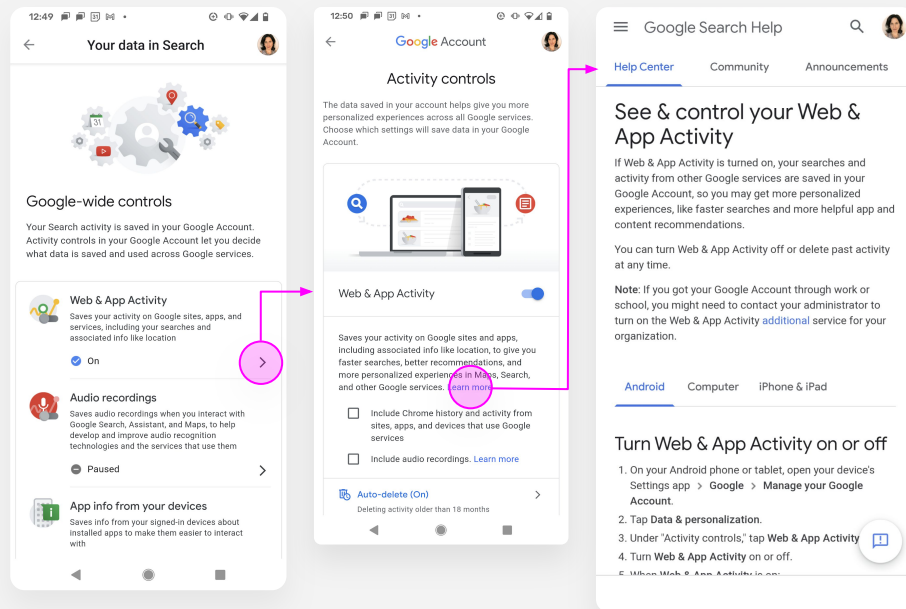 12:49
31
Your data in Search
31
Google-wide controls
Your Search activity is saved in your Google Account.
Activity controls in your Google Account let you decide
what data is saved and used across Google services.
Web & App Activity
Saves your activity on Google sites, apps, and
services, including your searches and
associated info like location
On
Audio recordings
Saves audio recordings when you interact with
Google Search, Assistant, and Maps, to help
develop and improve audio recognition
technologies and the services that use them
Paused
App info from your devices
Saves info from your signed-in devices about
installed apps to make them easier to interact
with
12:50
31
Google Account
Activity controls
The data saved in your account helps give you more
personalized experiences across all Google services.
Choose which settings will save data in your Google
Account.
Web & App Activity
Saves your activity on Google sites and apps,
including associated info like location, to give you
faster searches, better recommendations, and
more personalized experiences in Maps, Search,
and other Google services. Learn more
Include Chrome history and activity from
sites, apps, and devices that use Google
services
Include audio recordings. Learn more
Auto-delete (On)
Deleting activity older than 18 months
Google Search Help
Help Center Community Announcements
See & control your Web &
App Activity
If Web & App Activity is turned on, your searches and
activity from other Google services are saved in your
Google Account, so you may get more personalized
experiences, like faster searches and more helpful app and
content recommendations.
You can turn Web & App Activity off or delete past activity
at any time.
Note: If you got your Google Account through work or
school, you might need to contact your administrator to
turn on the Web & App Activity additional service for your
organization.
Android Computer iPhone & iPad
Turn Web & App Activity on or off
1. On your Android phone or tablet, open your device's
Settings app > Google > Manage your Google
Account.
2. Tap Data & personalization.
3. Under "Activity controls," tap Web & App Activity
4. Turn Web & App Activity on or off.
5. When Web & App Activity is on: